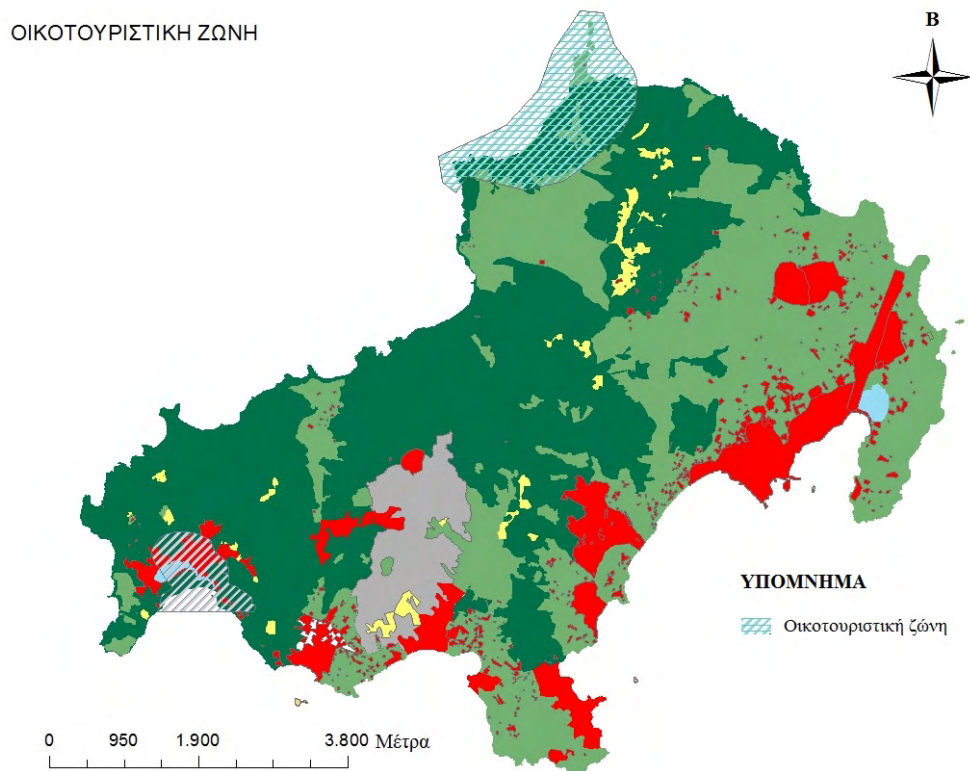 ΟΙΚΟΤΟΥΡΙΣΤΙΚΗ ΖΩΝΗ
Β
ΥΠΟΜΝΗΜΑ
Οικοτουριστική ζώνη
0 950 1.900 3.800 Μέτρα